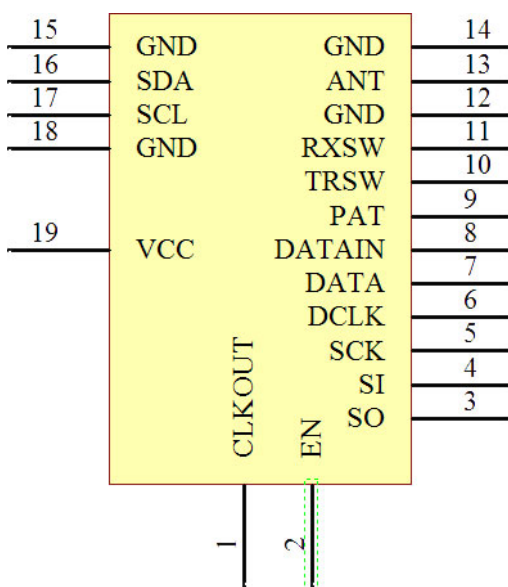 15 GND GND 14
16 SDA ANT 13
17 SCL GND 12
18 GND RXSW 11
TRSW 10
PAT 9
19 VCC DATAIN 8
DATA 7
DCLK 6
SCK 5
SI 4
SO 3
CLKOUT
EN
1
2